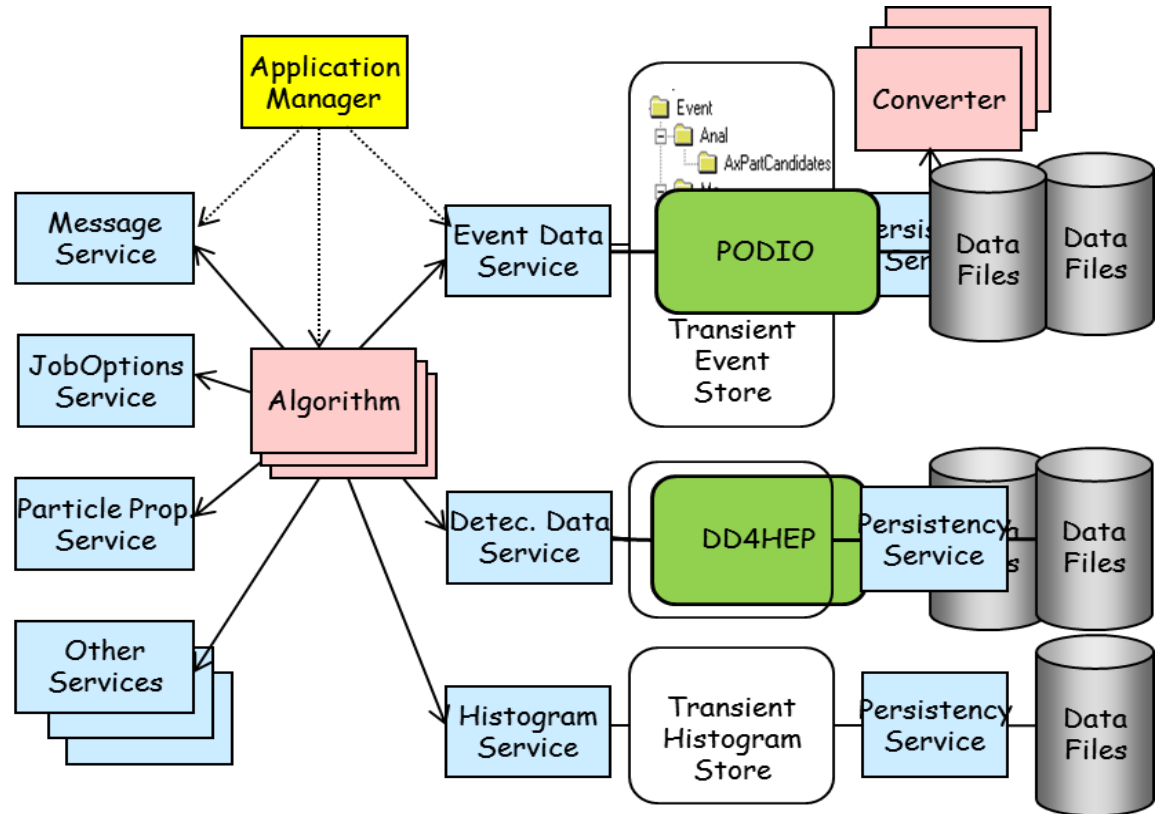 Application
Manager
Converter
Event
Anal
AxPartCandidates
Message
Service
Event Data
Service
PODIO
Data
Files
Data
Files
Transient
Event
Store
JobOptions
Service
Algorithm
Particle Prop.
Service
Detec. Data
Service
DD4HEP
Persistency
Service
Data
Files
Other
Services
Histogram
Service
Transient
Histogram
Store
Persistency
Service
Data
Files